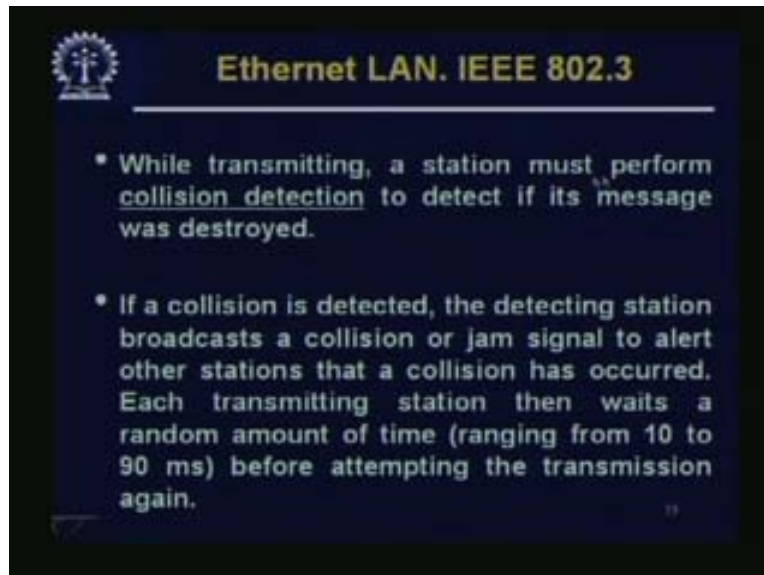 Ethernet LAN. IEEE 802.3
• While transmitting, a station must perform
collision detection to detect if its message
was destroyed.
• If a collision is detected, the detecting station
broadcasts a collision or jam signal to alert
other stations that a collision has occurred.
Each transmitting station then waits a
random amount of time (ranging from 10 to
90 ms) before attempting the transmission
again.